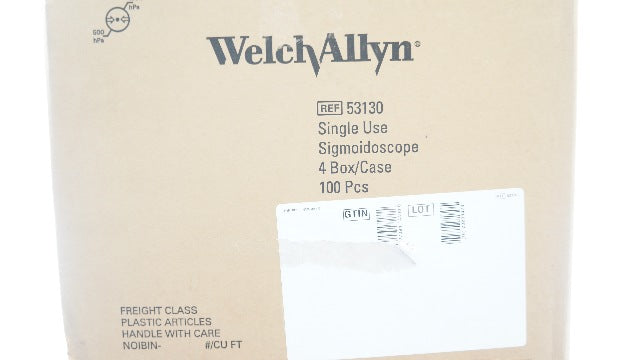 hPa
500
hPa
WelchAllyn®
REF 53130
Single Use
Sigmoidoscope
4 Box/Case
100 Pcs
GTIN LOT
FREIGHT CLASS
PLASTIC ARTICLES
HANDLE WITH CARE
NOIBN- #/CU FT